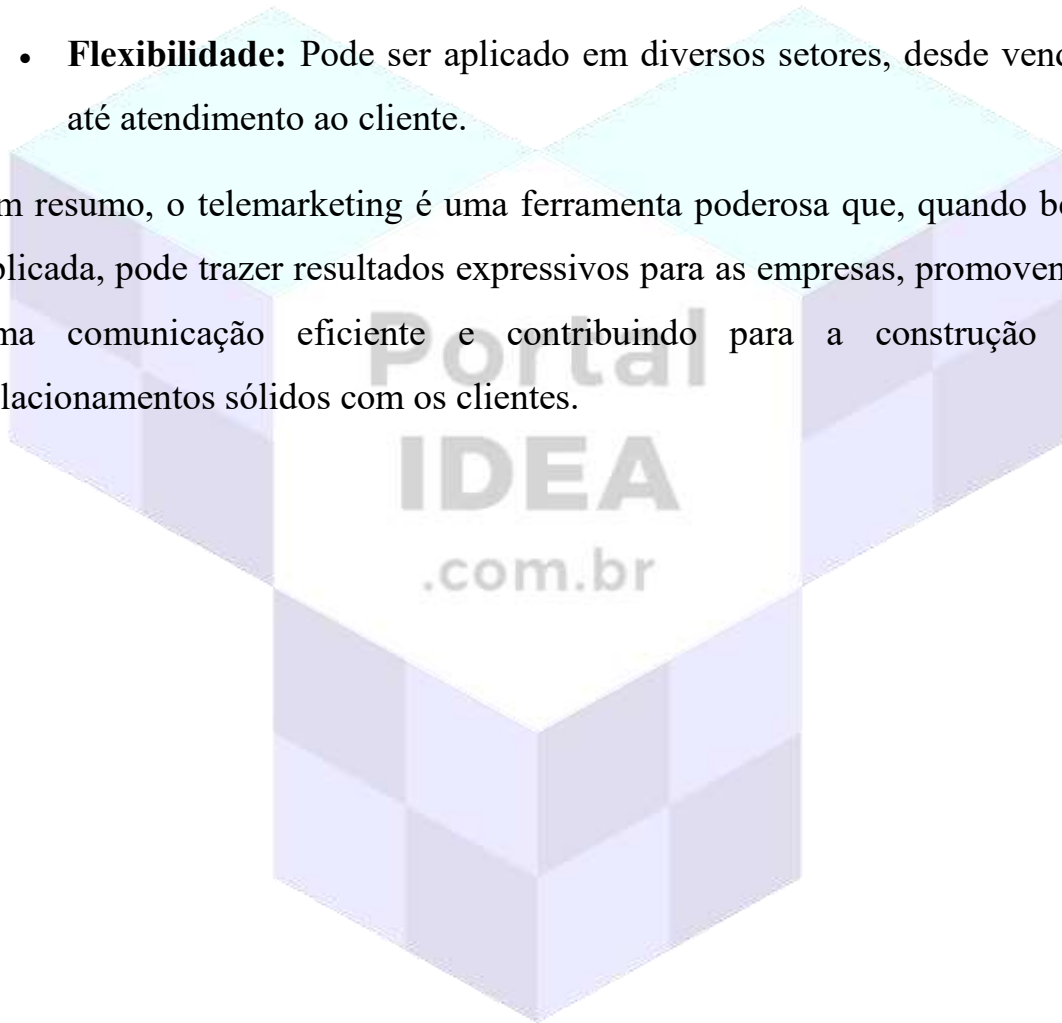 • Flexibilidade: Pode ser aplicado em diversos setores, desde vend
até atendimento ao cliente.
m resumo, o telemarketing é uma ferramenta poderosa que, quando b
plicada, pode trazer resultados expressivos para as empresas, promoven
ma comunicação eficiente e contribuindo para a construção
lacionamentos sólidos com os clientes.
Portal
IDEA
.com.br